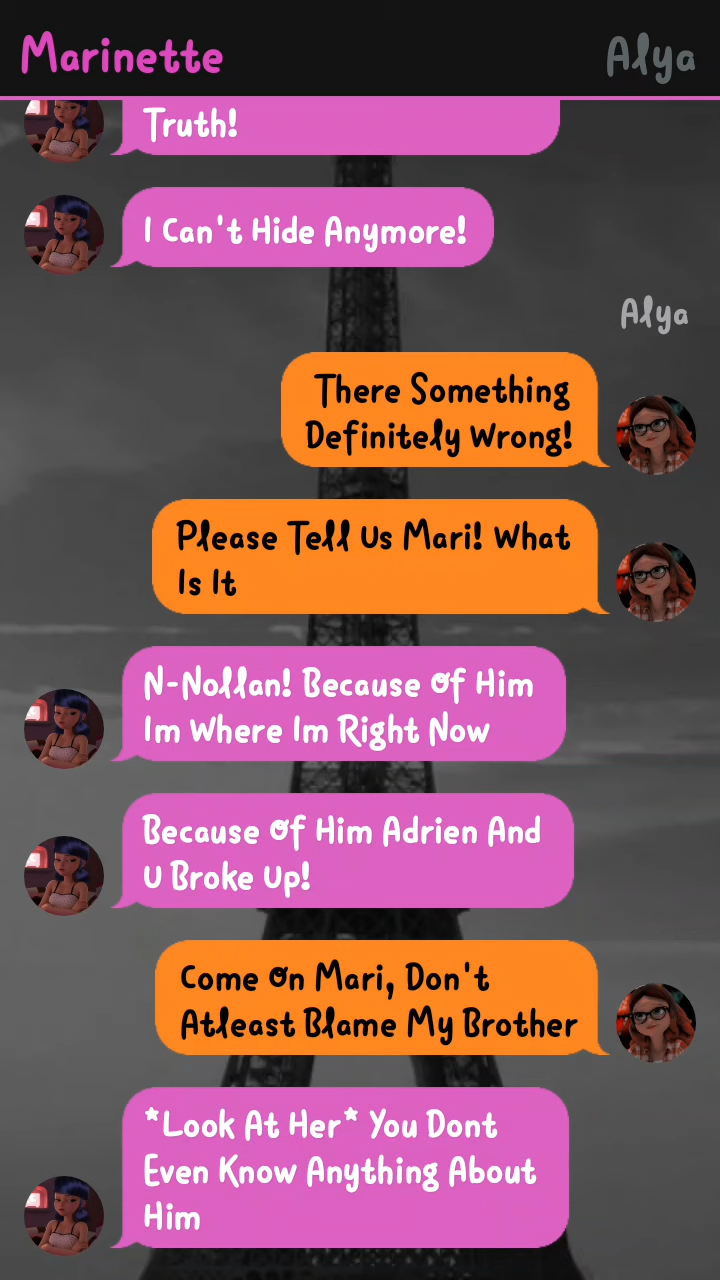 Marinette
Alya
Truth!
I Can't Hide Anymore!
Alya
There Something
Definitely Wrong!
Please Tell Us Mari! What
Is It
N-Nollan! Because Of Him
Im Where Im Right Now
Because Of Him Adrien And
U Broke Up!
Come On Mari, Don't
Atleast Blame My Brother
*Look At Her* You Dont
Even Know Anything About
Him